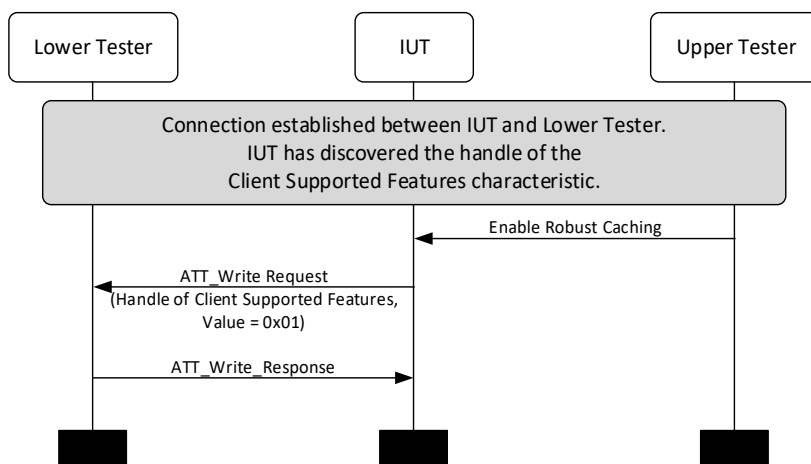 Lower Tester
IUT
Upper Tester
Connection established between IUT and Lower Tester.
IUT has discovered the handle of the
Client Supported Features characteristic.
Enable Robust Caching
ATT_Write Request
(Handle of Client Supported Features,
Value = 0x01)
ATT_Write_Response